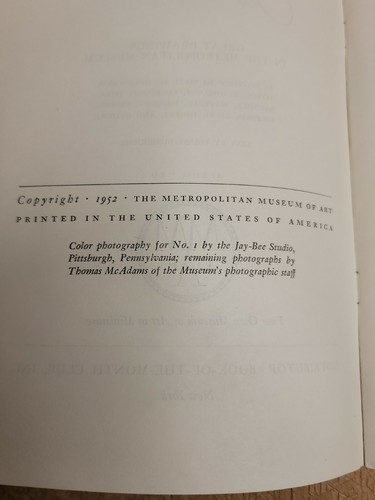 Copyright · 1952 · THE METROPOLITAN MUSEUM OF ART
PRINTED IN THE UNITED STATES OF AMERICA
Color photography for No. 1 by the Jay-Bee Studio,
Pittsburgh, Pennsylvania; remaining photographs by
Thomas McAdams of the Museum's photographic staff